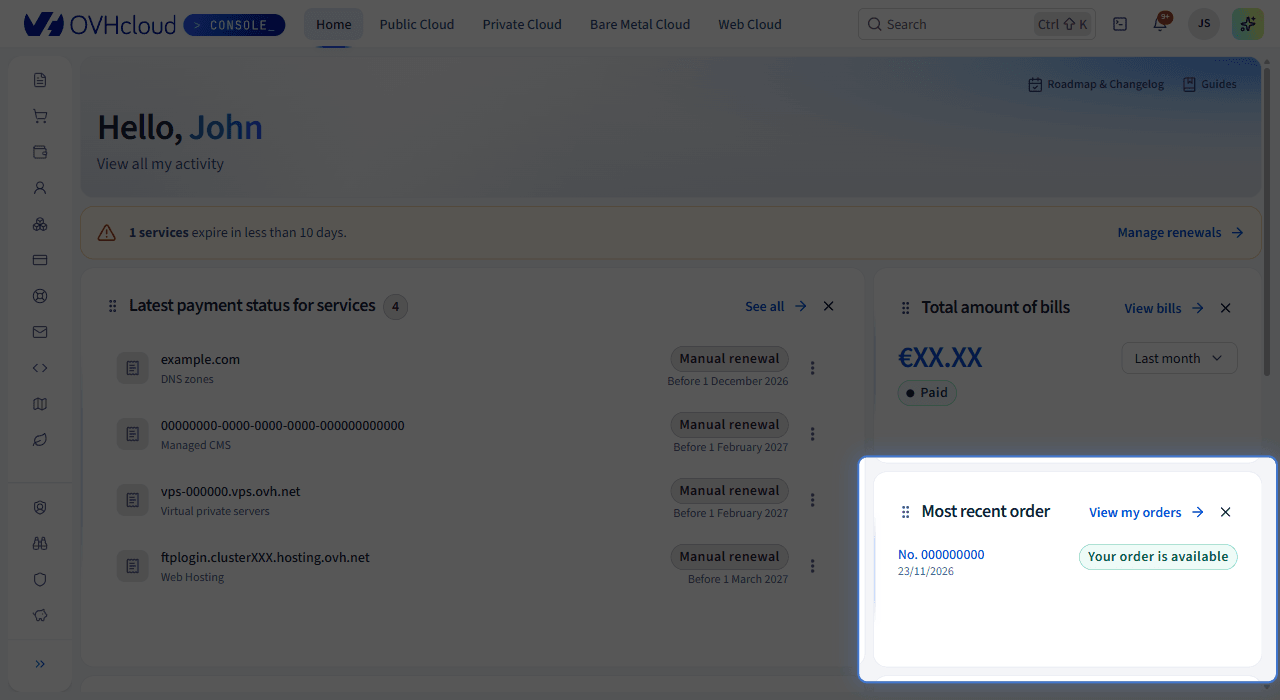 OVHcloud > CONSOLE_ Home Public Cloud Private Cloud Bare Metal Cloud Web Cloud Search Ctrl ⇧ K 9+ JS
Roadmap & Changelog Guides
Hello, John
View all my activity
1 services expire in less than 10 days. Manage renewals
Latest payment status for services 4 See all
example.com Manual renewal
DNS zones Before 1 December 2026
00000000-0000-0000-0000-000000000000 Manual renewal
Managed CMS Before 1 February 2027
vps-000000.vps.ovh.net Manual renewal
Virtual private servers Before 1 February 2027
ftplogin.clusterXXX.hosting.ovh.net Manual renewal
Web Hosting Before 1 March 2027
Total amount of bills View bills
€XX.XX Last month
Paid
Most recent order View my orders
No. 000000000 Your order is available
23/11/2026